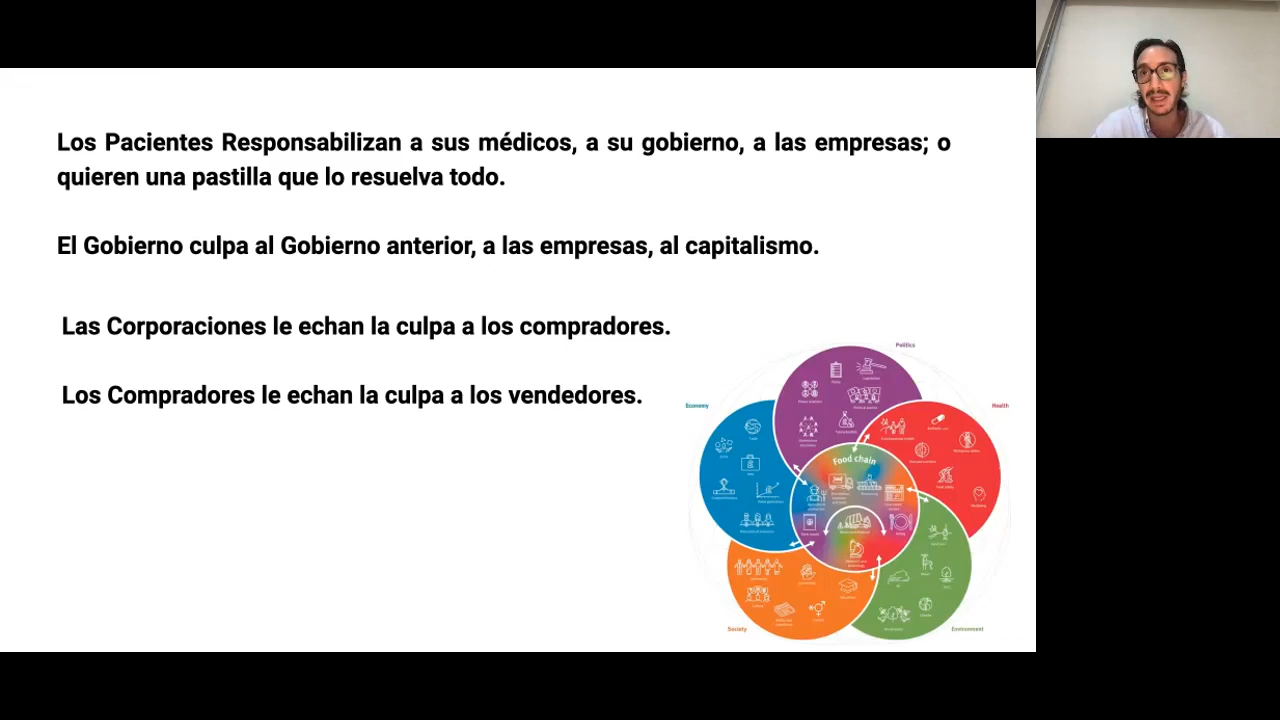 Los Pacientes Responsabilizan a sus médicos, a su gobierno, a las empresas; o
quieren una pastilla que lo resuelva todo.
El Gobierno culpa al Gobierno anterior, a las empresas, al capitalismo.
Las Corporaciones le echan la culpa a los compradores.
Los Compradores le echan la culpa a los vendedores.
Politics
Economy
Health
Food chain
Society
Environment